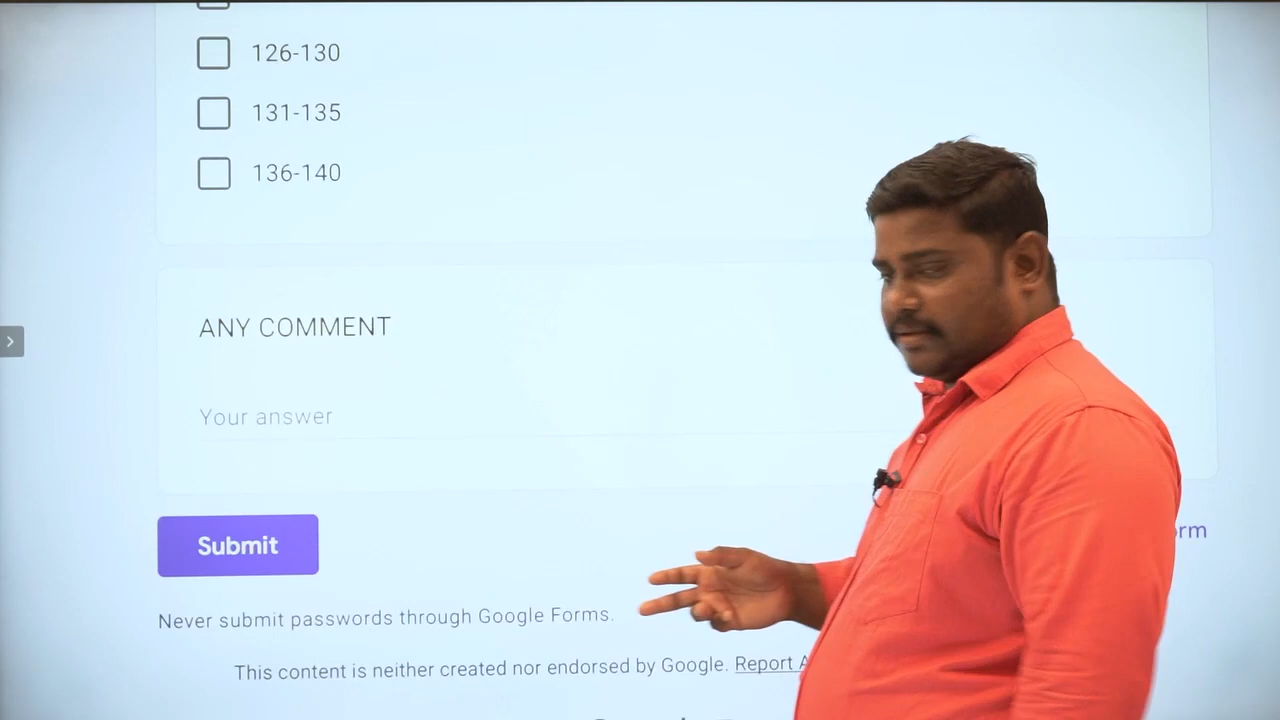 126-130
131-135
136-140
ANY COMMENT
Your answer
Submit
Never submit passwords through Google Forms.
This content is neither created nor endorsed by Google. Report